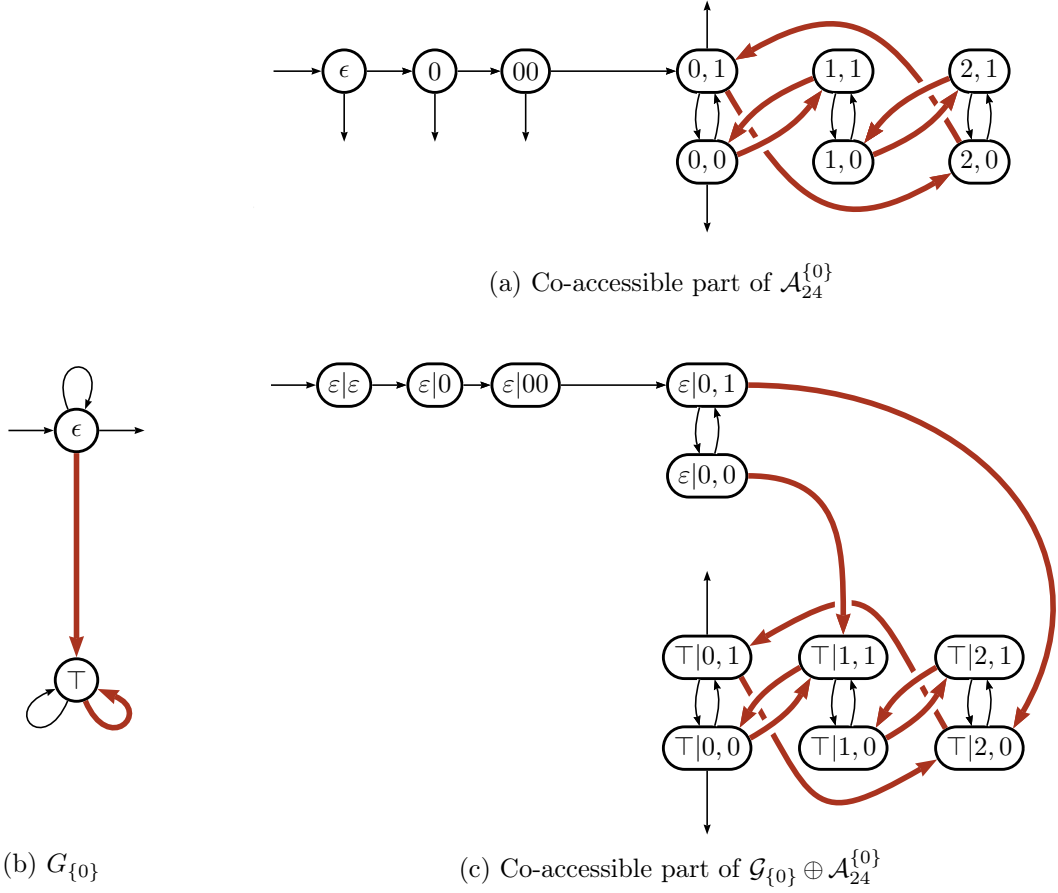 ϵ 0 00 0, 1 1, 1 2, 1
0, 0 1, 0 2, 0
(a) Co-accessible part of 𝒜₂₄^{0}
ε|ε ε|0 ε|00 ε|0, 1
ϵ
ε|0, 0
⊤|0, 1 ⊤|1, 1 ⊤|2, 1
⊤
⊤|0, 0 ⊤|1, 0 ⊤|2, 0
(b) G_{0}
(c) Co-accessible part of 𝒢_{0} ⊕ 𝒜₂₄^{0}